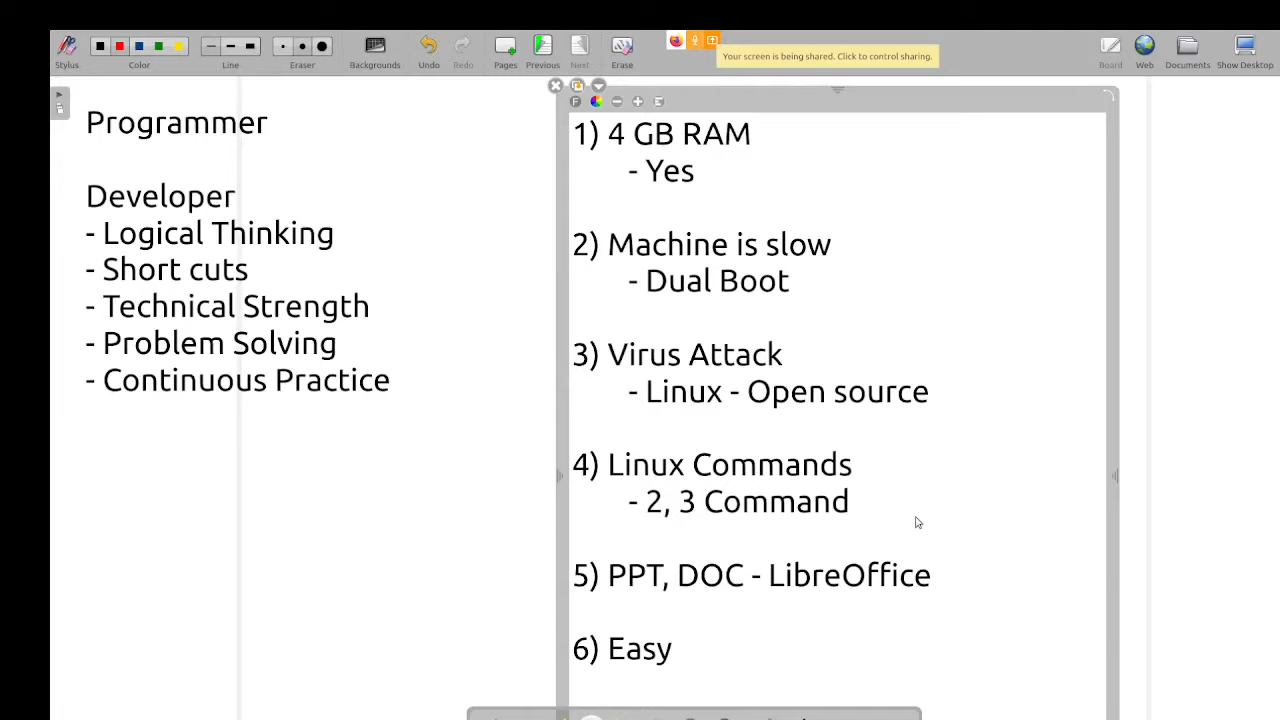 Stylus
Color
Line
Eraser
Backgrounds
Undo
Redo
Pages
Previous
Next
Erase
Your screen is being shared. Click to control sharing.
Board
Web
Documents
Show Desktop
Programmer
Developer
- Logical Thinking
- Short cuts
- Technical Strength
- Problem Solving
- Continuous Practice
1) 4 GB RAM
- Yes
2) Machine is slow
- Dual Boot
3) Virus Attack
- Linux - Open source
4) Linux Commands
- 2, 3 Command
5) PPT, DOC - LibreOffice
6) Easy